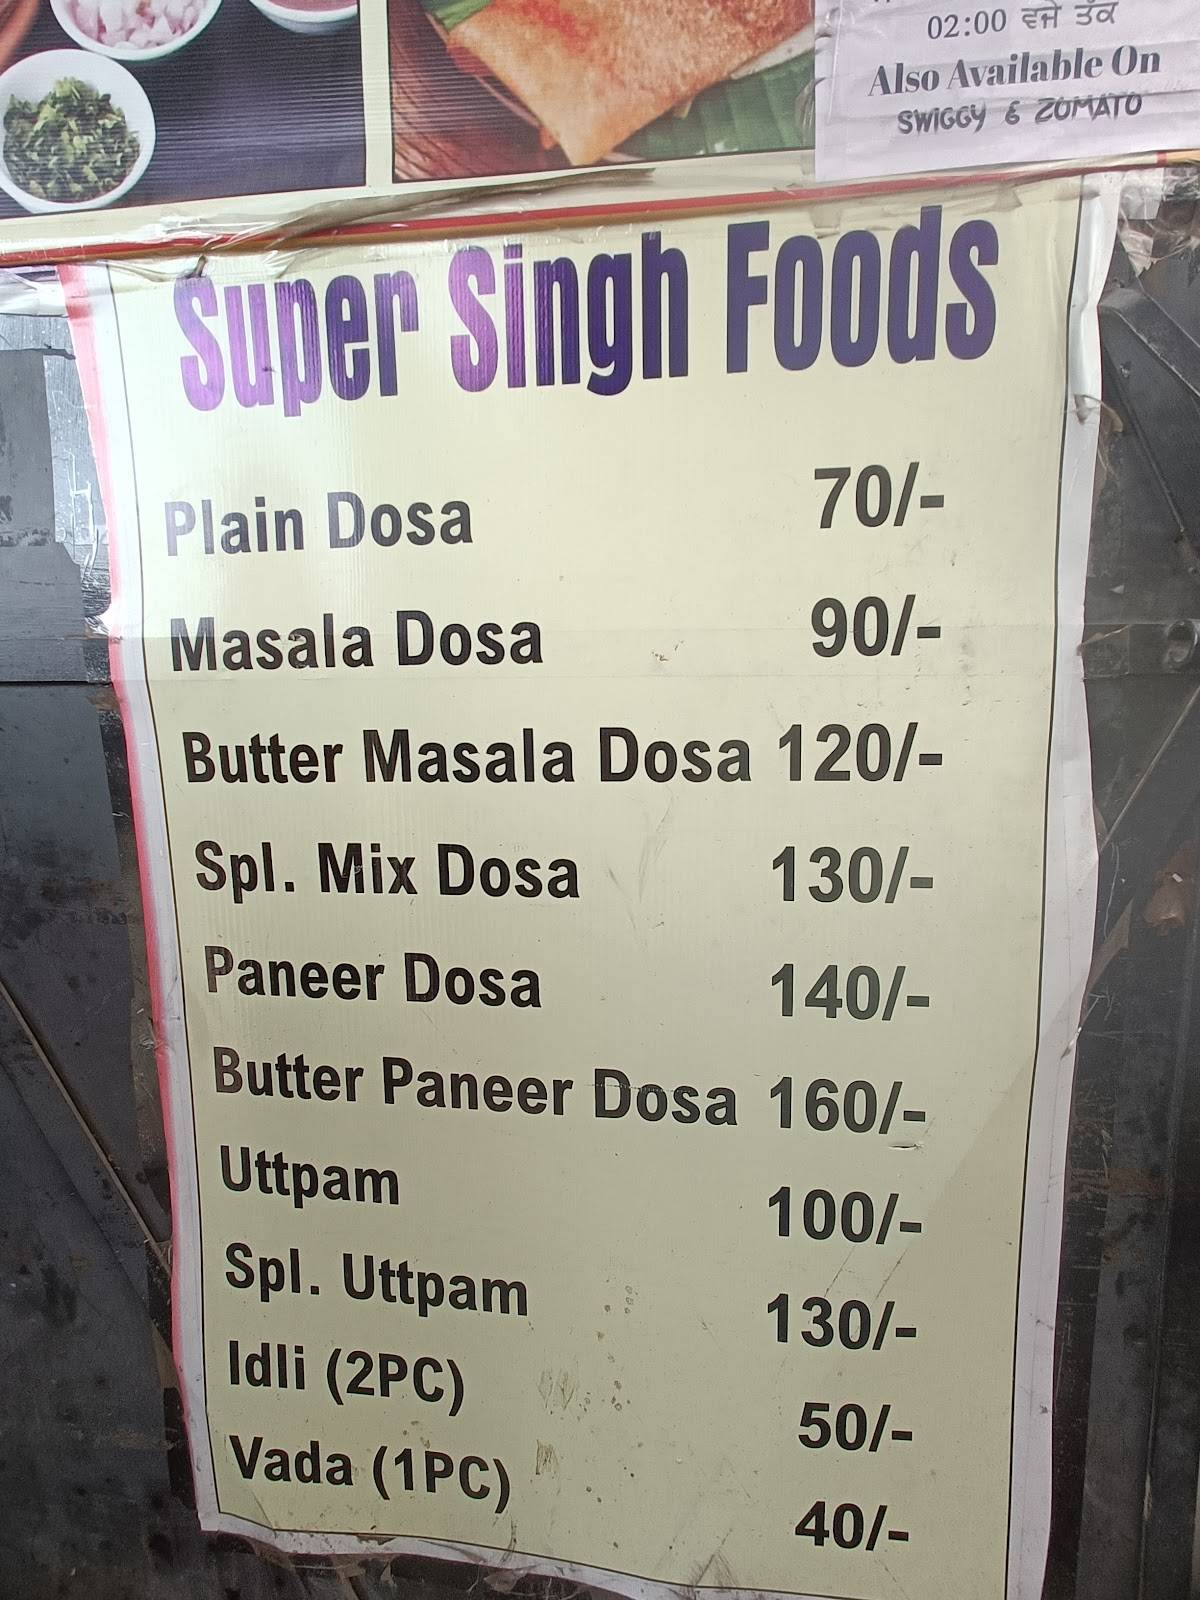 02:00 ਵਜੇ ਤੱਕ
Also Available On
SWIGGY & ZOMATO
Super Singh Foods
Plain Dosa 70/-
Masala Dosa 90/-
Butter Masala Dosa 120/-
Spl. Mix Dosa 130/-
Paneer Dosa 140/-
Butter Paneer Dosa 160/-
Uttpam 100/-
Spl. Uttpam 130/-
Idli (2PC) 50/-
Vada (1PC) 40/-